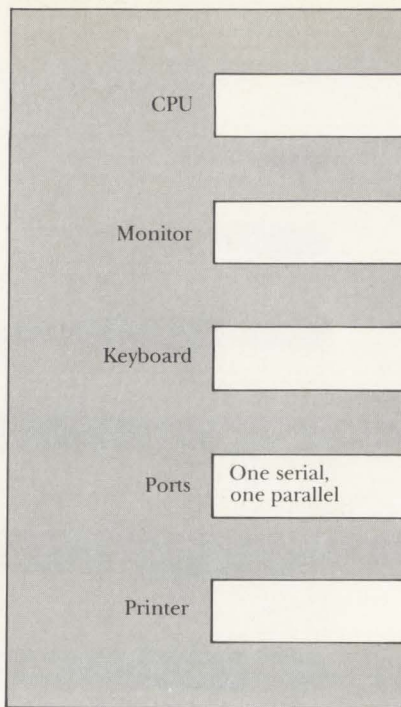 CPU
Monitor
Keyboard
Ports
One serial,
one parallel
Printer